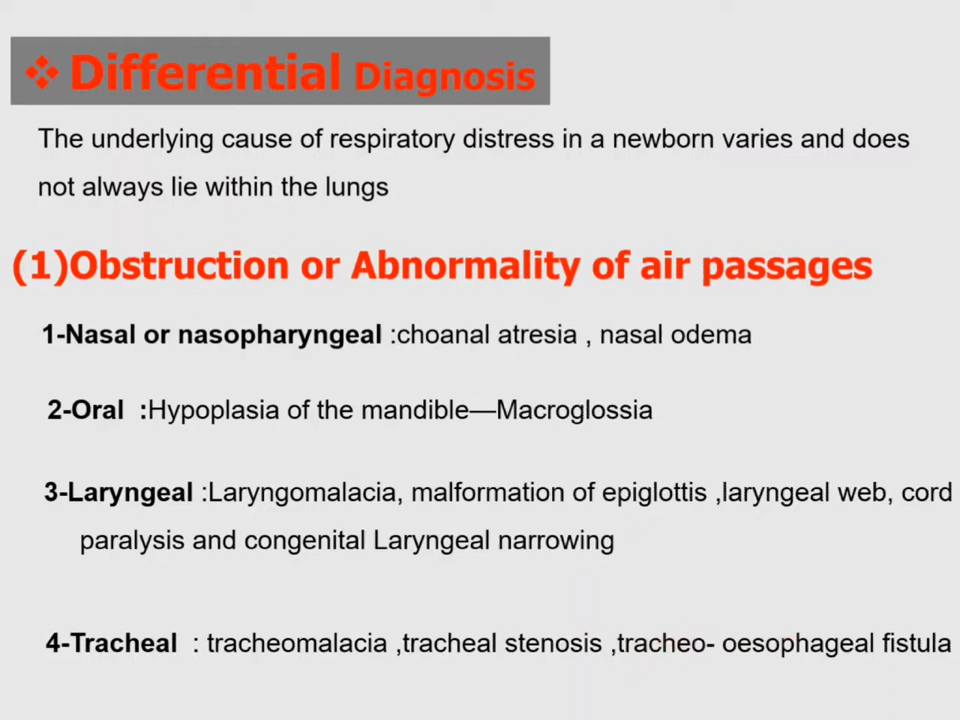 ❖ Differential Diagnosis
The underlying cause of respiratory distress in a newborn varies and does
not always lie within the lungs
(1)Obstruction or Abnormality of air passages
1-Nasal or nasopharyngeal :choanal atresia , nasal odema
2-Oral :Hypoplasia of the mandible—Macroglossia
3-Laryngeal :Laryngomalacia, malformation of epiglottis ,laryngeal web, cord
paralysis and congenital Laryngeal narrowing
4-Tracheal : tracheomalacia ,tracheal stenosis ,tracheo- oesophageal fistula